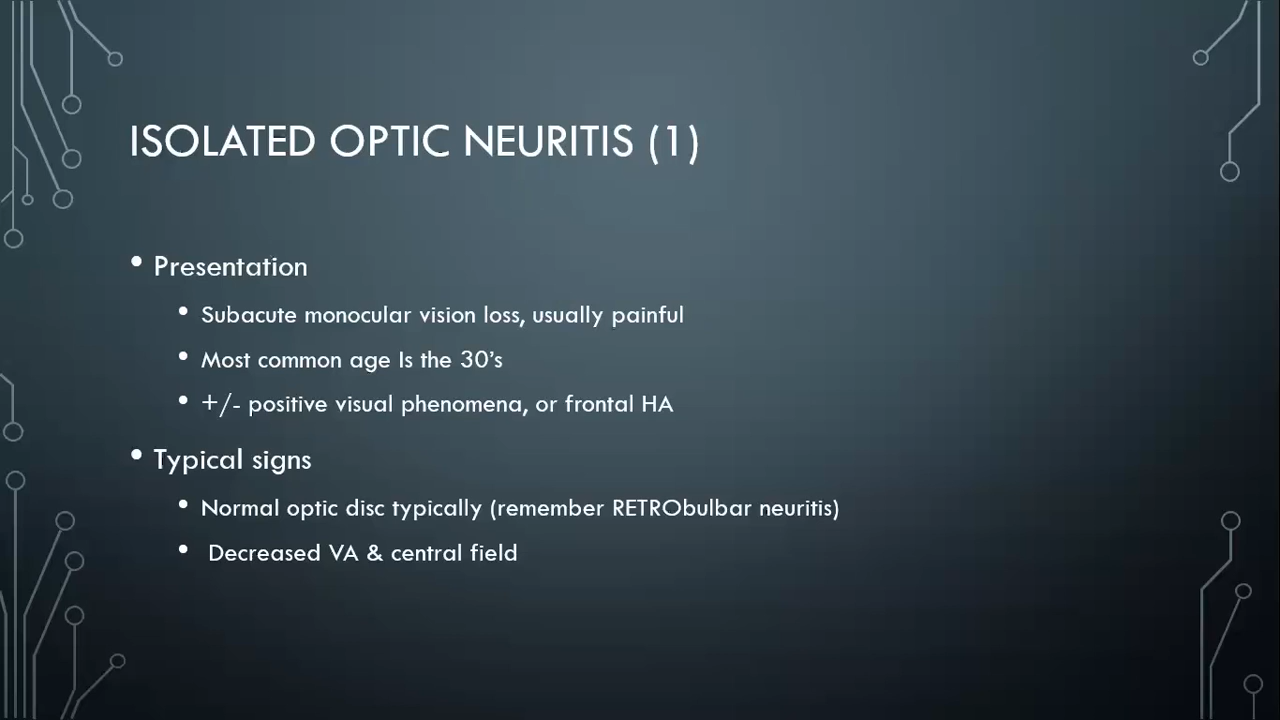 ISOLATED OPTIC NEURITIS (1)
• Presentation
• Subacute monocular vision loss, usually painful
• Most common age Is the 30’s
• +/- positive visual phenomena, or frontal HA
• Typical signs
• Normal optic disc typically (remember RETRObulbar neuritis)
• Decreased VA & central field